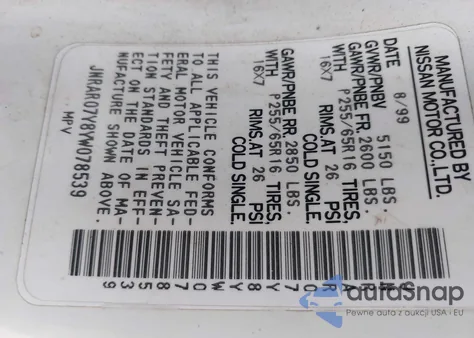 MANUFACTURED BY
NISSAN MOTOR CO.,LTD.
DATE 8/99
GVWR/PNBV 5150 LBS.
GAWR/PNBE FR. 2600 LBS.
WITH P255/65R16 TIRES,
16X7 RIMS,AT 26 PSI
COLD SINGLE.
GAWR/PNBE RR. 2850 LBS.
WITH P255/65R16 TIRES,
16X7 RIMS,AT 26 PSI
COLD SINGLE.
THIS VEHICLE CONFORMS
TO ALL APPLICABLE FED-
ERAL MOTOR VEHICLE SA-
FETY AND THEFT PREVEN-
TION STANDARDS IN EFF-
ECT ON THE DATE OF MA-
NUFACTURE SHOWN ABOVE.
JNRAR07Y8YW078539
MPV
autoSnap
Pewne auta z aukcji USA i EU